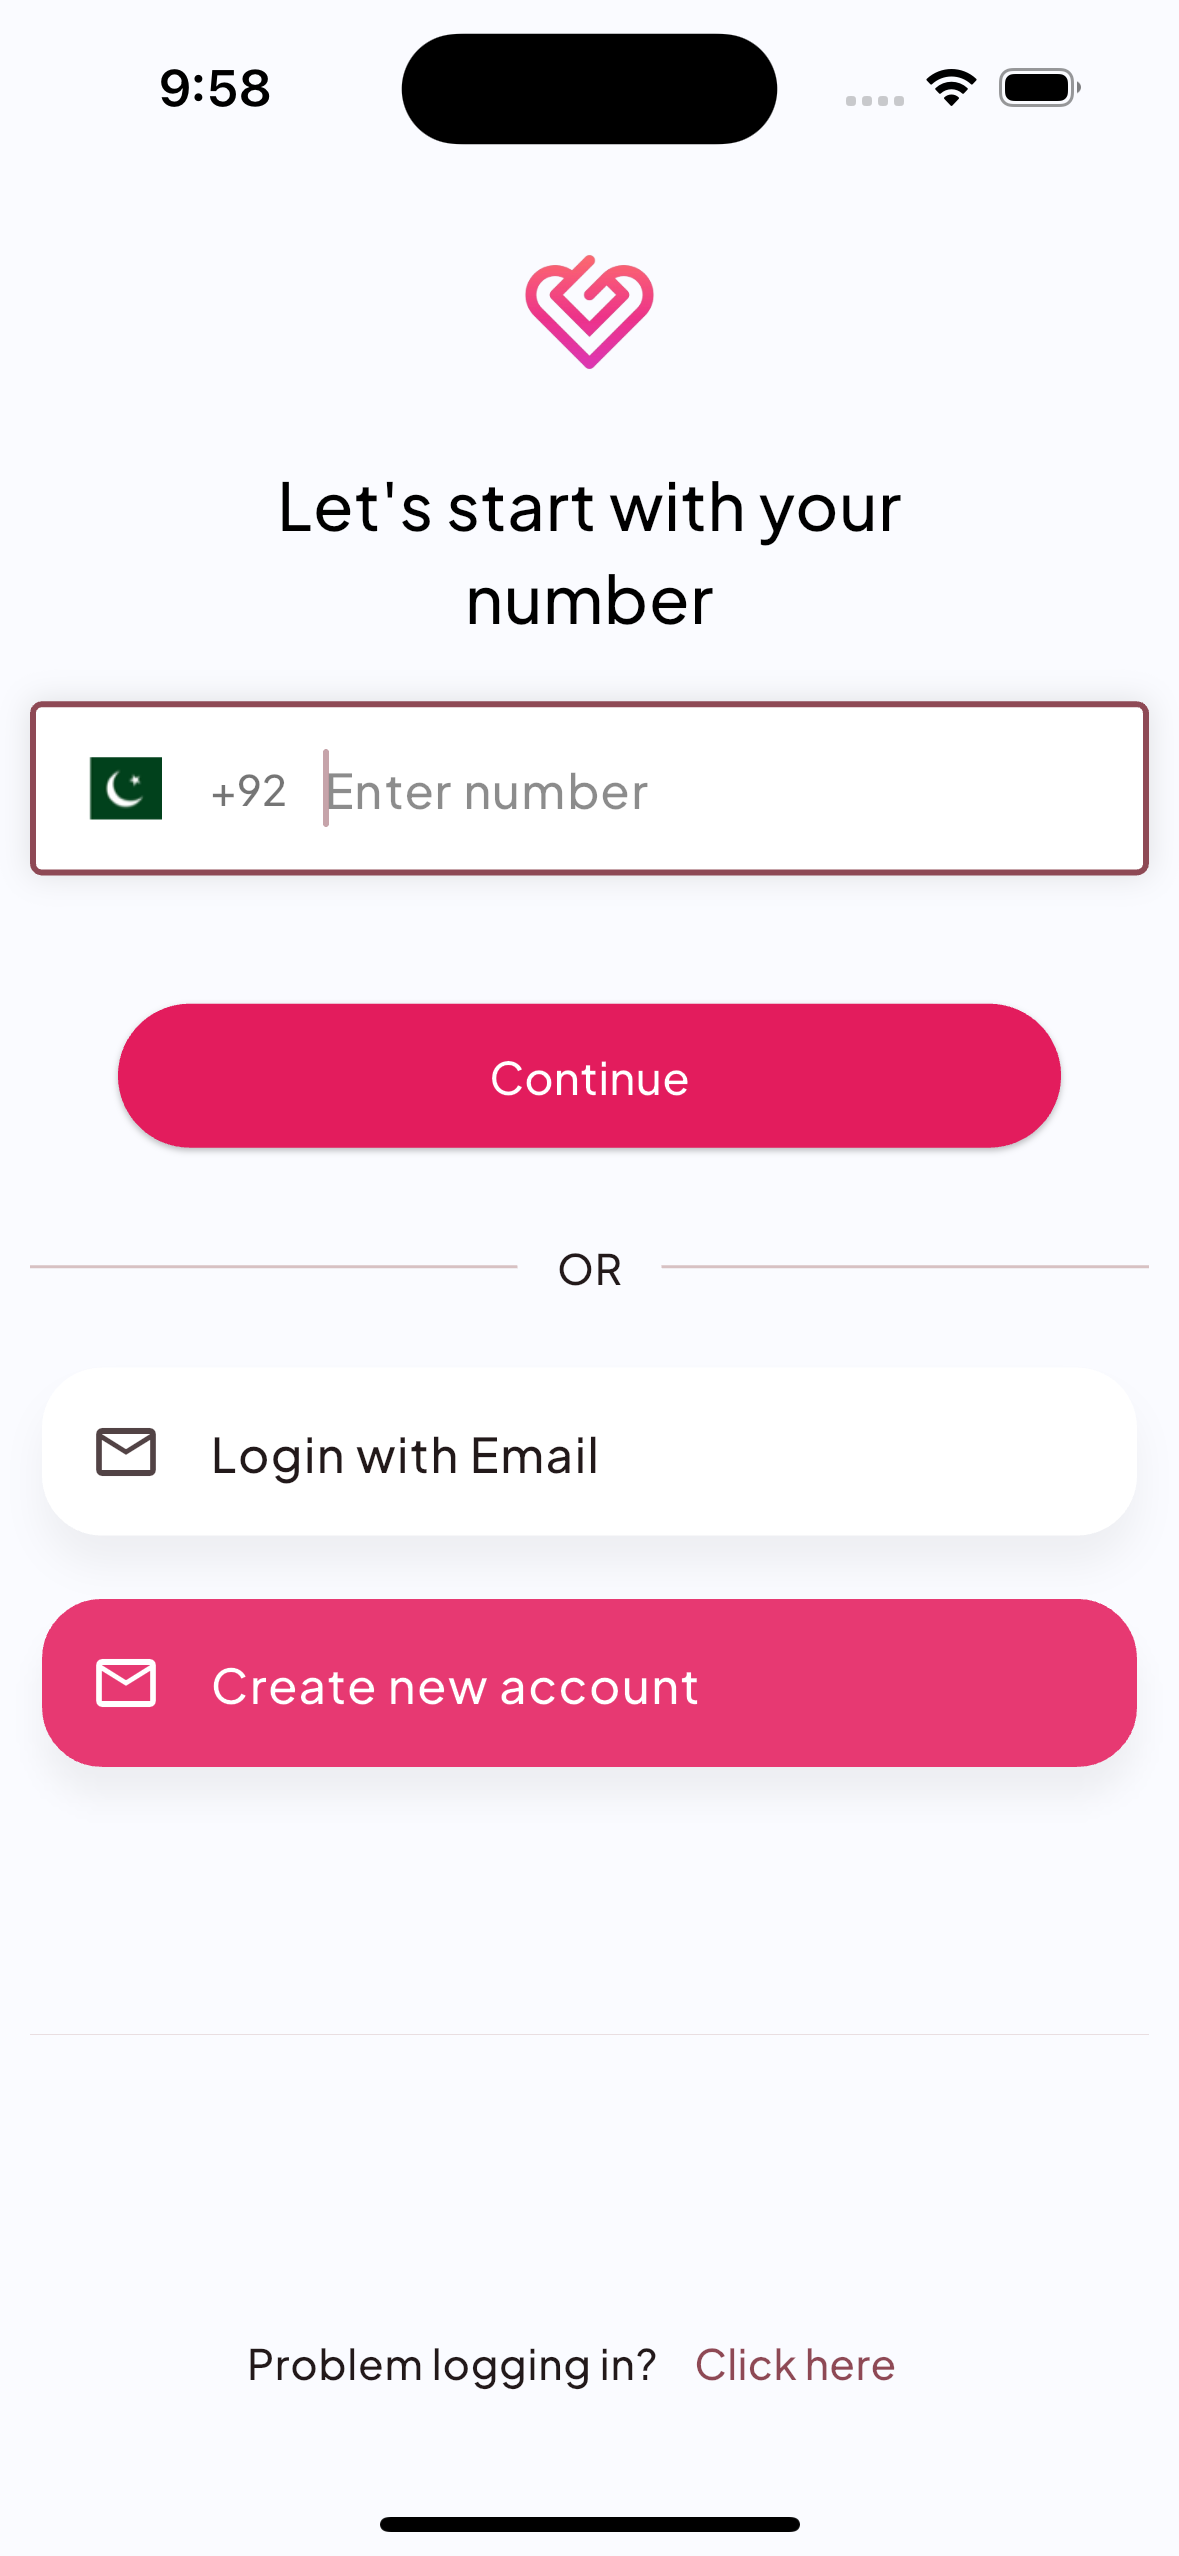 9:58
Let's start with your
number
+92 Enter number
Continue
OR
Login with Email
Create new account
Problem logging in? Click here